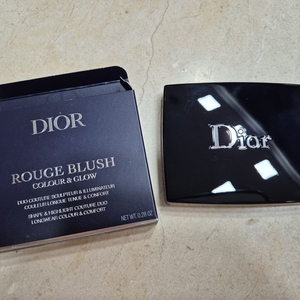 DIOR
ROUGE BLUSH
COLOUR & GLOW
DUO COUTURE SCULPTEUR & ILLUMINATEUR
COULEUR LONGUE TENUE & CONFORT
SHAPE & HIGHLIGHT COUTURE DUO
LONGWEAR COLOUR & COMFORT
NET WT. 0.28 OZ
Dior